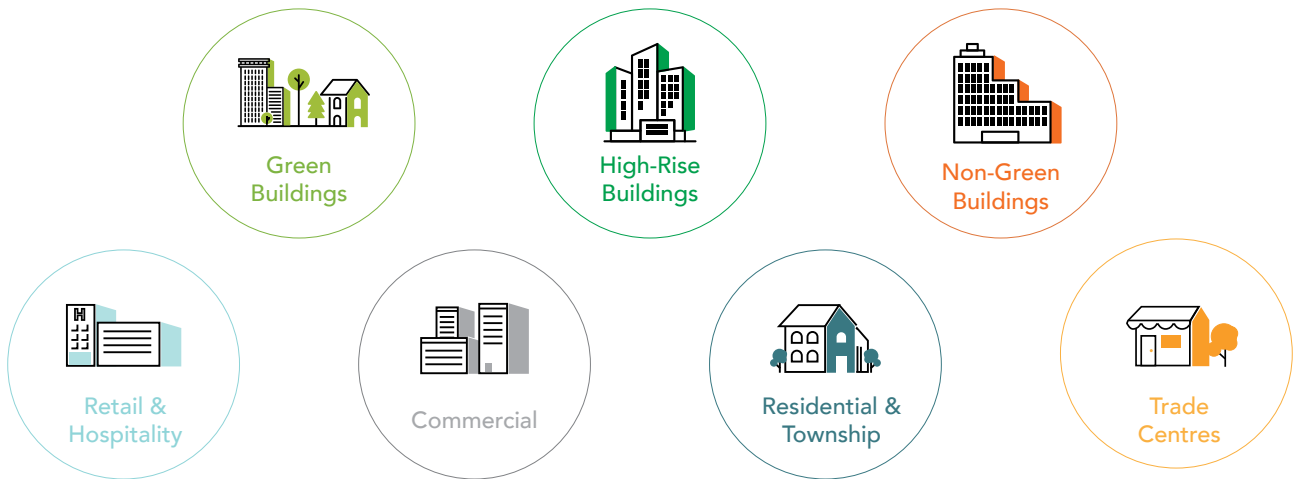 Green
Buildings
High-Rise
Buildings
Non-Green
Buildings
H
Retail &
Hospitality
Commercial
Residential &
Township
Trade
Centres